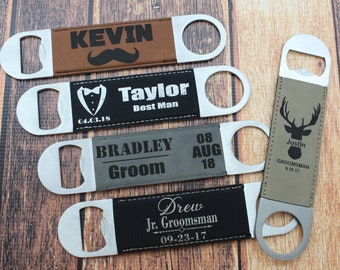 KEVIN
Taylor
Best Man
04.03.18
BRADLEY
Groom
08
AUG
18
Drew
Jr. Groomsman
09-23-17
Justin
GROOMSMAN
9.16.17